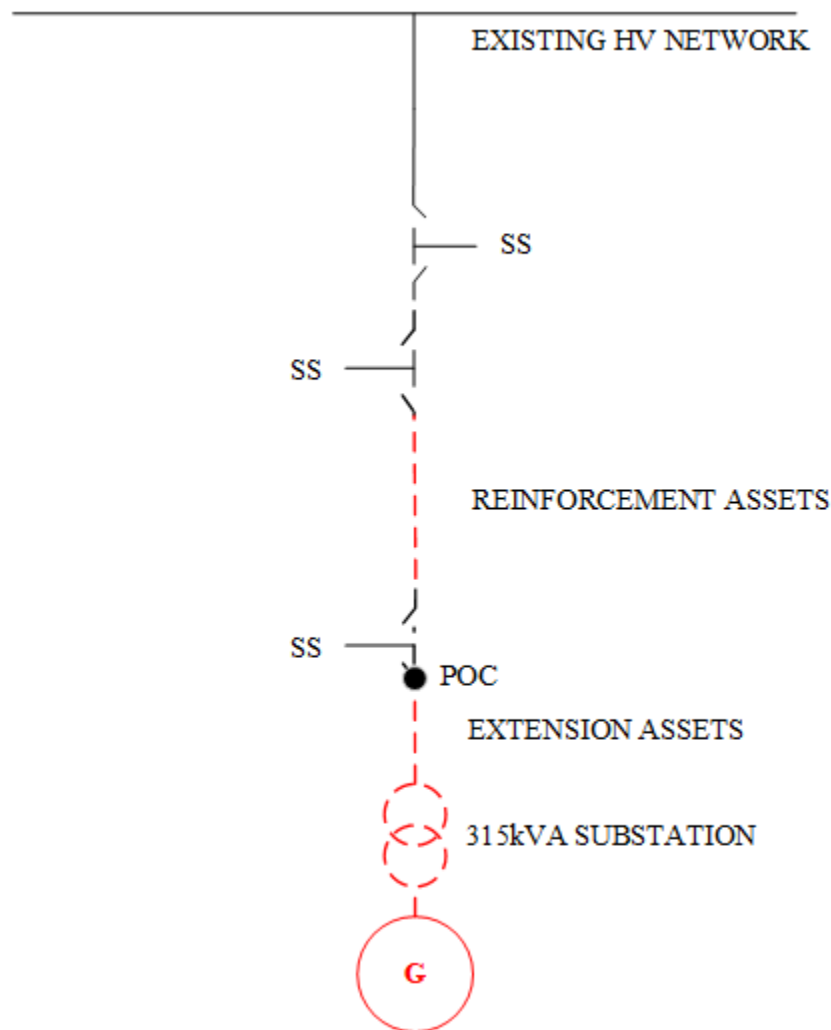 EXISTING HV NETWORK
SS
SS
REINFORCEMENT ASSETS
SS
POC
EXTENSION ASSETS
315kVA SUBSTATION
G